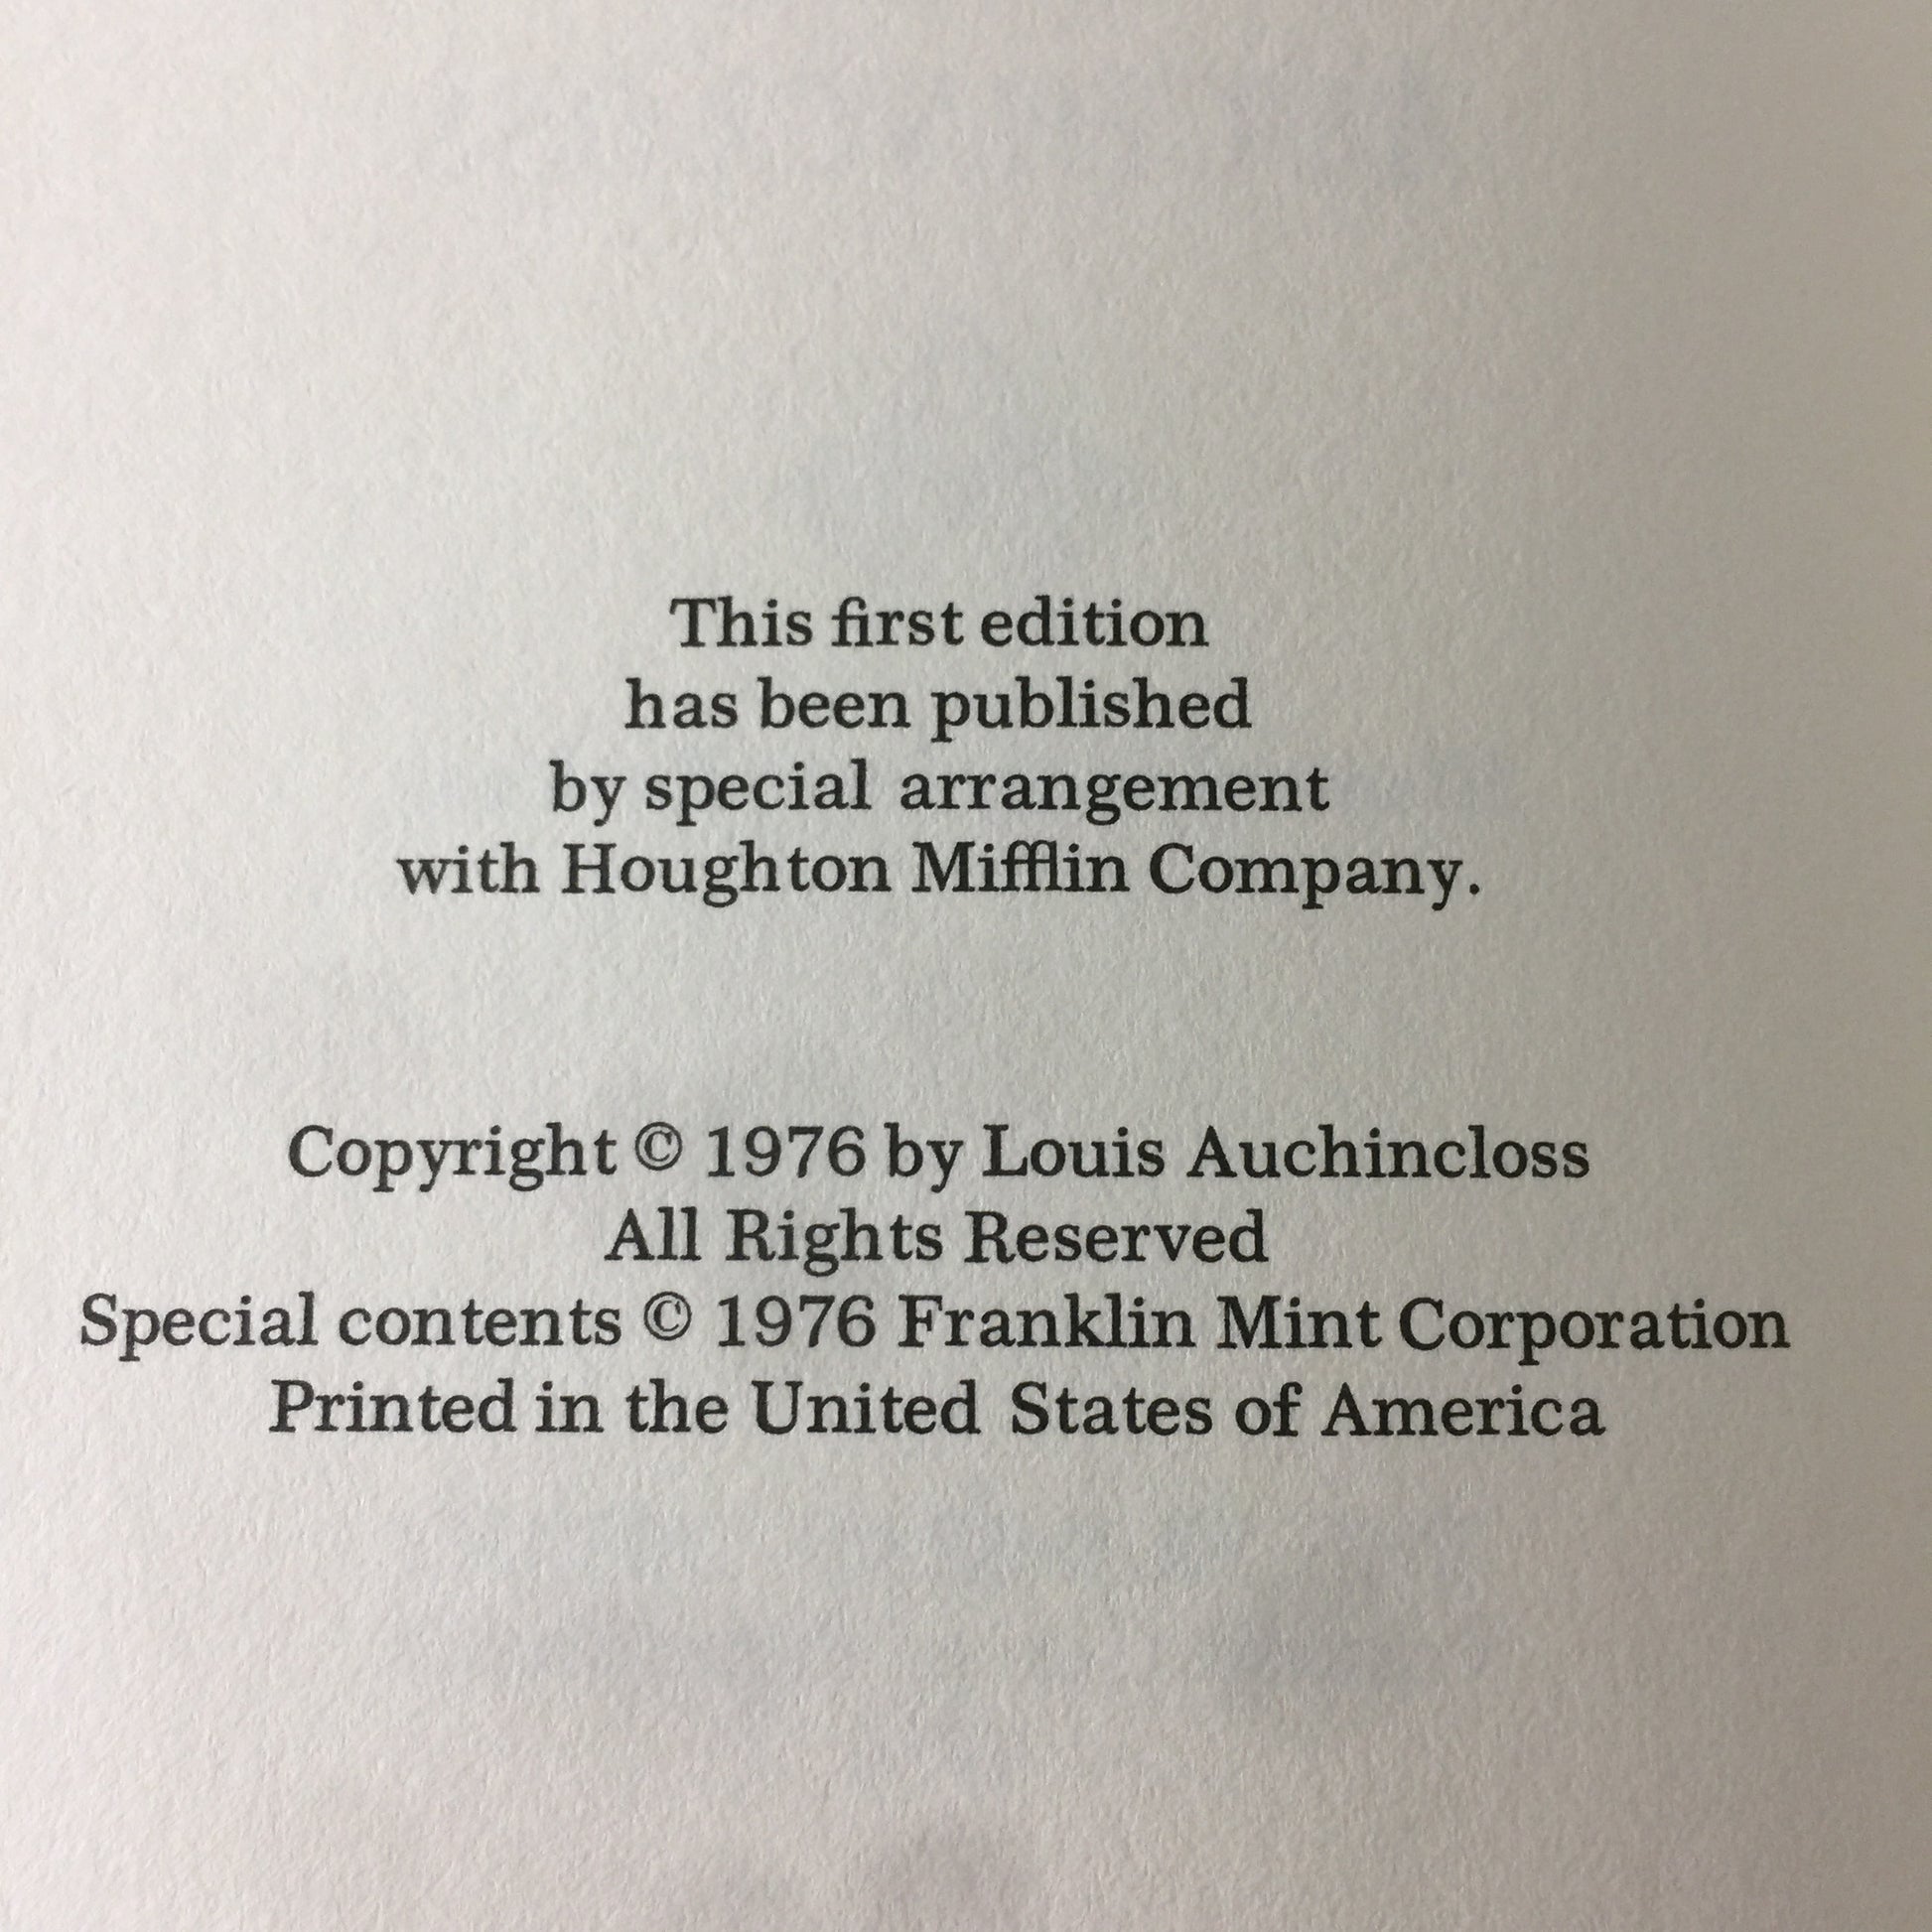 This first edition
has been published
by special arrangement
with Houghton Mifflin Company.
Copyright © 1976 by Louis Auchincloss
All Rights Reserved
Special contents © 1976 Franklin Mint Corporation
Printed in the United States of America